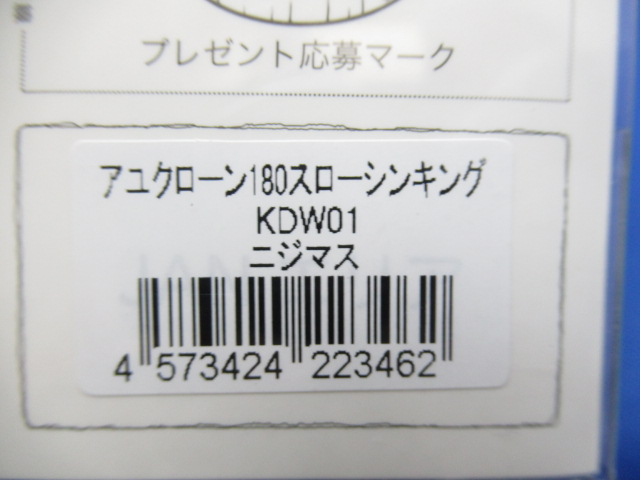 プレゼント応募マーク
アユクローン180スローシンキング
KDW01
ニジマス
4 573424 223462